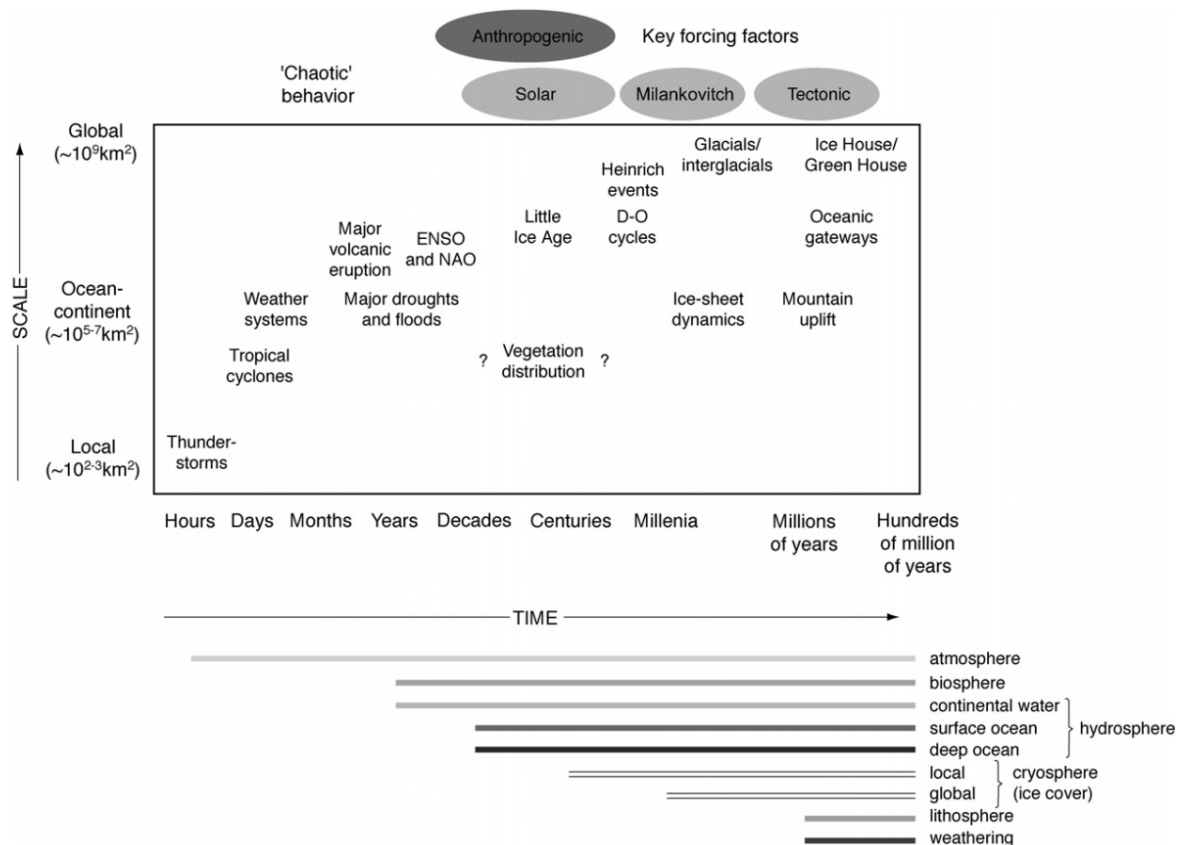 Anthropogenic
Key forcing factors
'Chaotic'
behavior
Solar
Milankovitch
Tectonic
SCALE
Global
(~10⁹km²)
Ocean-
continent
(~10⁵⁻⁷km²)
Local
(~10²⁻³km²)
Glacials/
interglacials
Ice House/
Green House
Heinrich
events
Major
volcanic
eruption
ENSO
and NAO
Little
Ice Age
D-O
cycles
Oceanic
gateways
Weather
systems
Major droughts
and floods
Ice-sheet
dynamics
Mountain
uplift
Tropical
cyclones
?
Vegetation
distribution
?
Thunder-
storms
Hours
Days
Months
Years
Decades
Centuries
Millenia
Millions
of years
Hundreds
of million
of years
TIME
atmosphere
biosphere
continental water
surface ocean
deep ocean
hydrosphere
local
global
cryosphere
(ice cover)
lithosphere
weathering